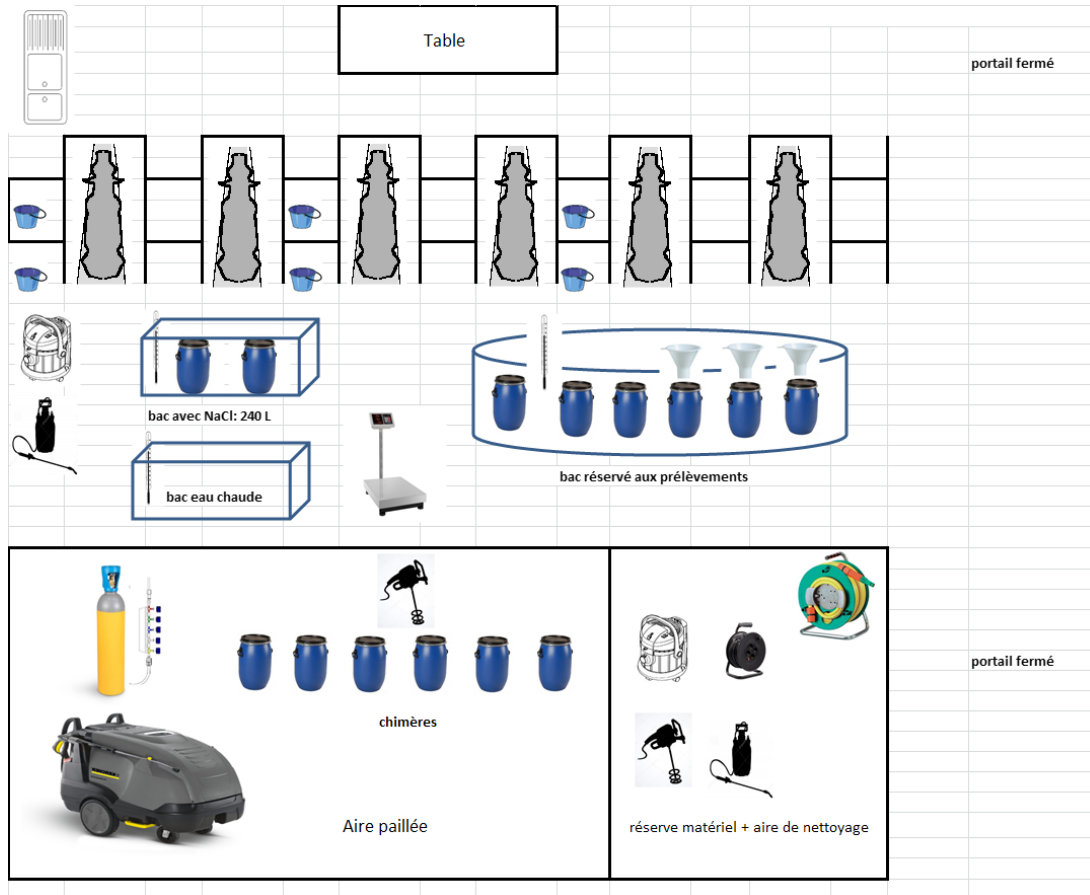 Table
portail fermé
bac avec NaCl: 240 L
bac eau chaude
bac réservé aux prélèvements
chimères
portail fermé
Aire paillée
réserve matériel + aire de nettoyage